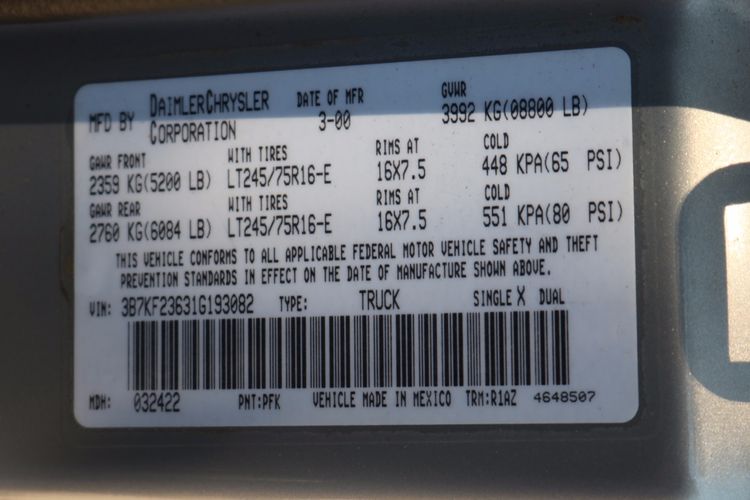 MFD BY DAIMLERCHRYSLER CORPORATION DATE OF MFR 3-00 GVWR 3992 KG(08800 LB)
GAWR FRONT WITH TIRES RIMS AT COLD
2359 KG(5200 LB) LT245/75R16-E 16X7.5 448 KPA(65 PSI)
GAWR REAR WITH TIRES RIMS AT COLD
2760 KG(6084 LB) LT245/75R16-E 16X7.5 551 KPA(80 PSI)
THIS VEHICLE CONFORMS TO ALL APPLICABLE FEDERAL MOTOR VEHICLE SAFETY AND THEFT
PREVENTION STANDARDS IN EFFECT ON THE DATE OF MANUFACTURE SHOWN ABOVE.
VIN: 3B7KF23631G193082 TYPE: TRUCK SINGLE X DUAL
MDH: 032422 PNT:PFK VEHICLE MADE IN MEXICO TRM:R1AZ 4648507